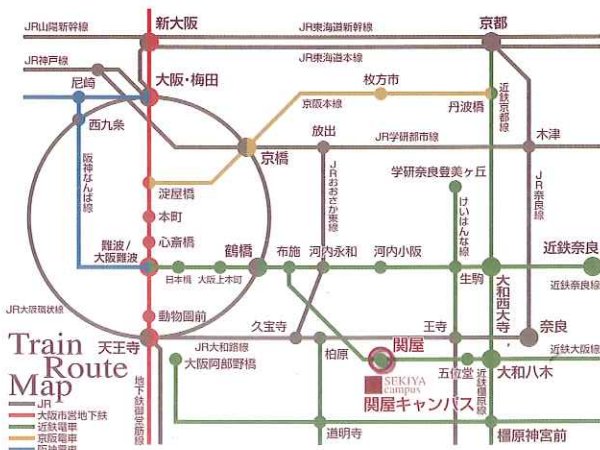 JR山陽新幹線
新大阪
JR東海道新幹線
京都
JR神戸線
JR東海道本線
尼崎
大阪・梅田
枚方市
京阪本線
丹波橋
近鉄京都線
西九条
京橋
放出
JR学研都市線
木津
阪神なんば線
淀屋橋
JRおおさか東線
学研奈良登美ヶ丘
けいはんな線
JR奈良線
本町
心斎橋
難波/
大阪難波
鶴橋
布施
河内永和
河内小阪
近鉄奈良
日本橋
大阪上本町
生駒
大和西大寺
近鉄奈良線
動物園前
JR大阪環状線
天王寺
久宝寺
王寺
奈良
JR大和路線
柏原
関屋
近鉄大阪線
大阪阿部野橋
五位堂
大和八木
SEKIYA
campus
関屋キャンパス
近鉄橿原線
地下鉄御堂筋線
道明寺
橿原神宮前
Train
Route
Map
JR
大阪市営地下鉄
近鉄電車
京阪電車
阪神電車